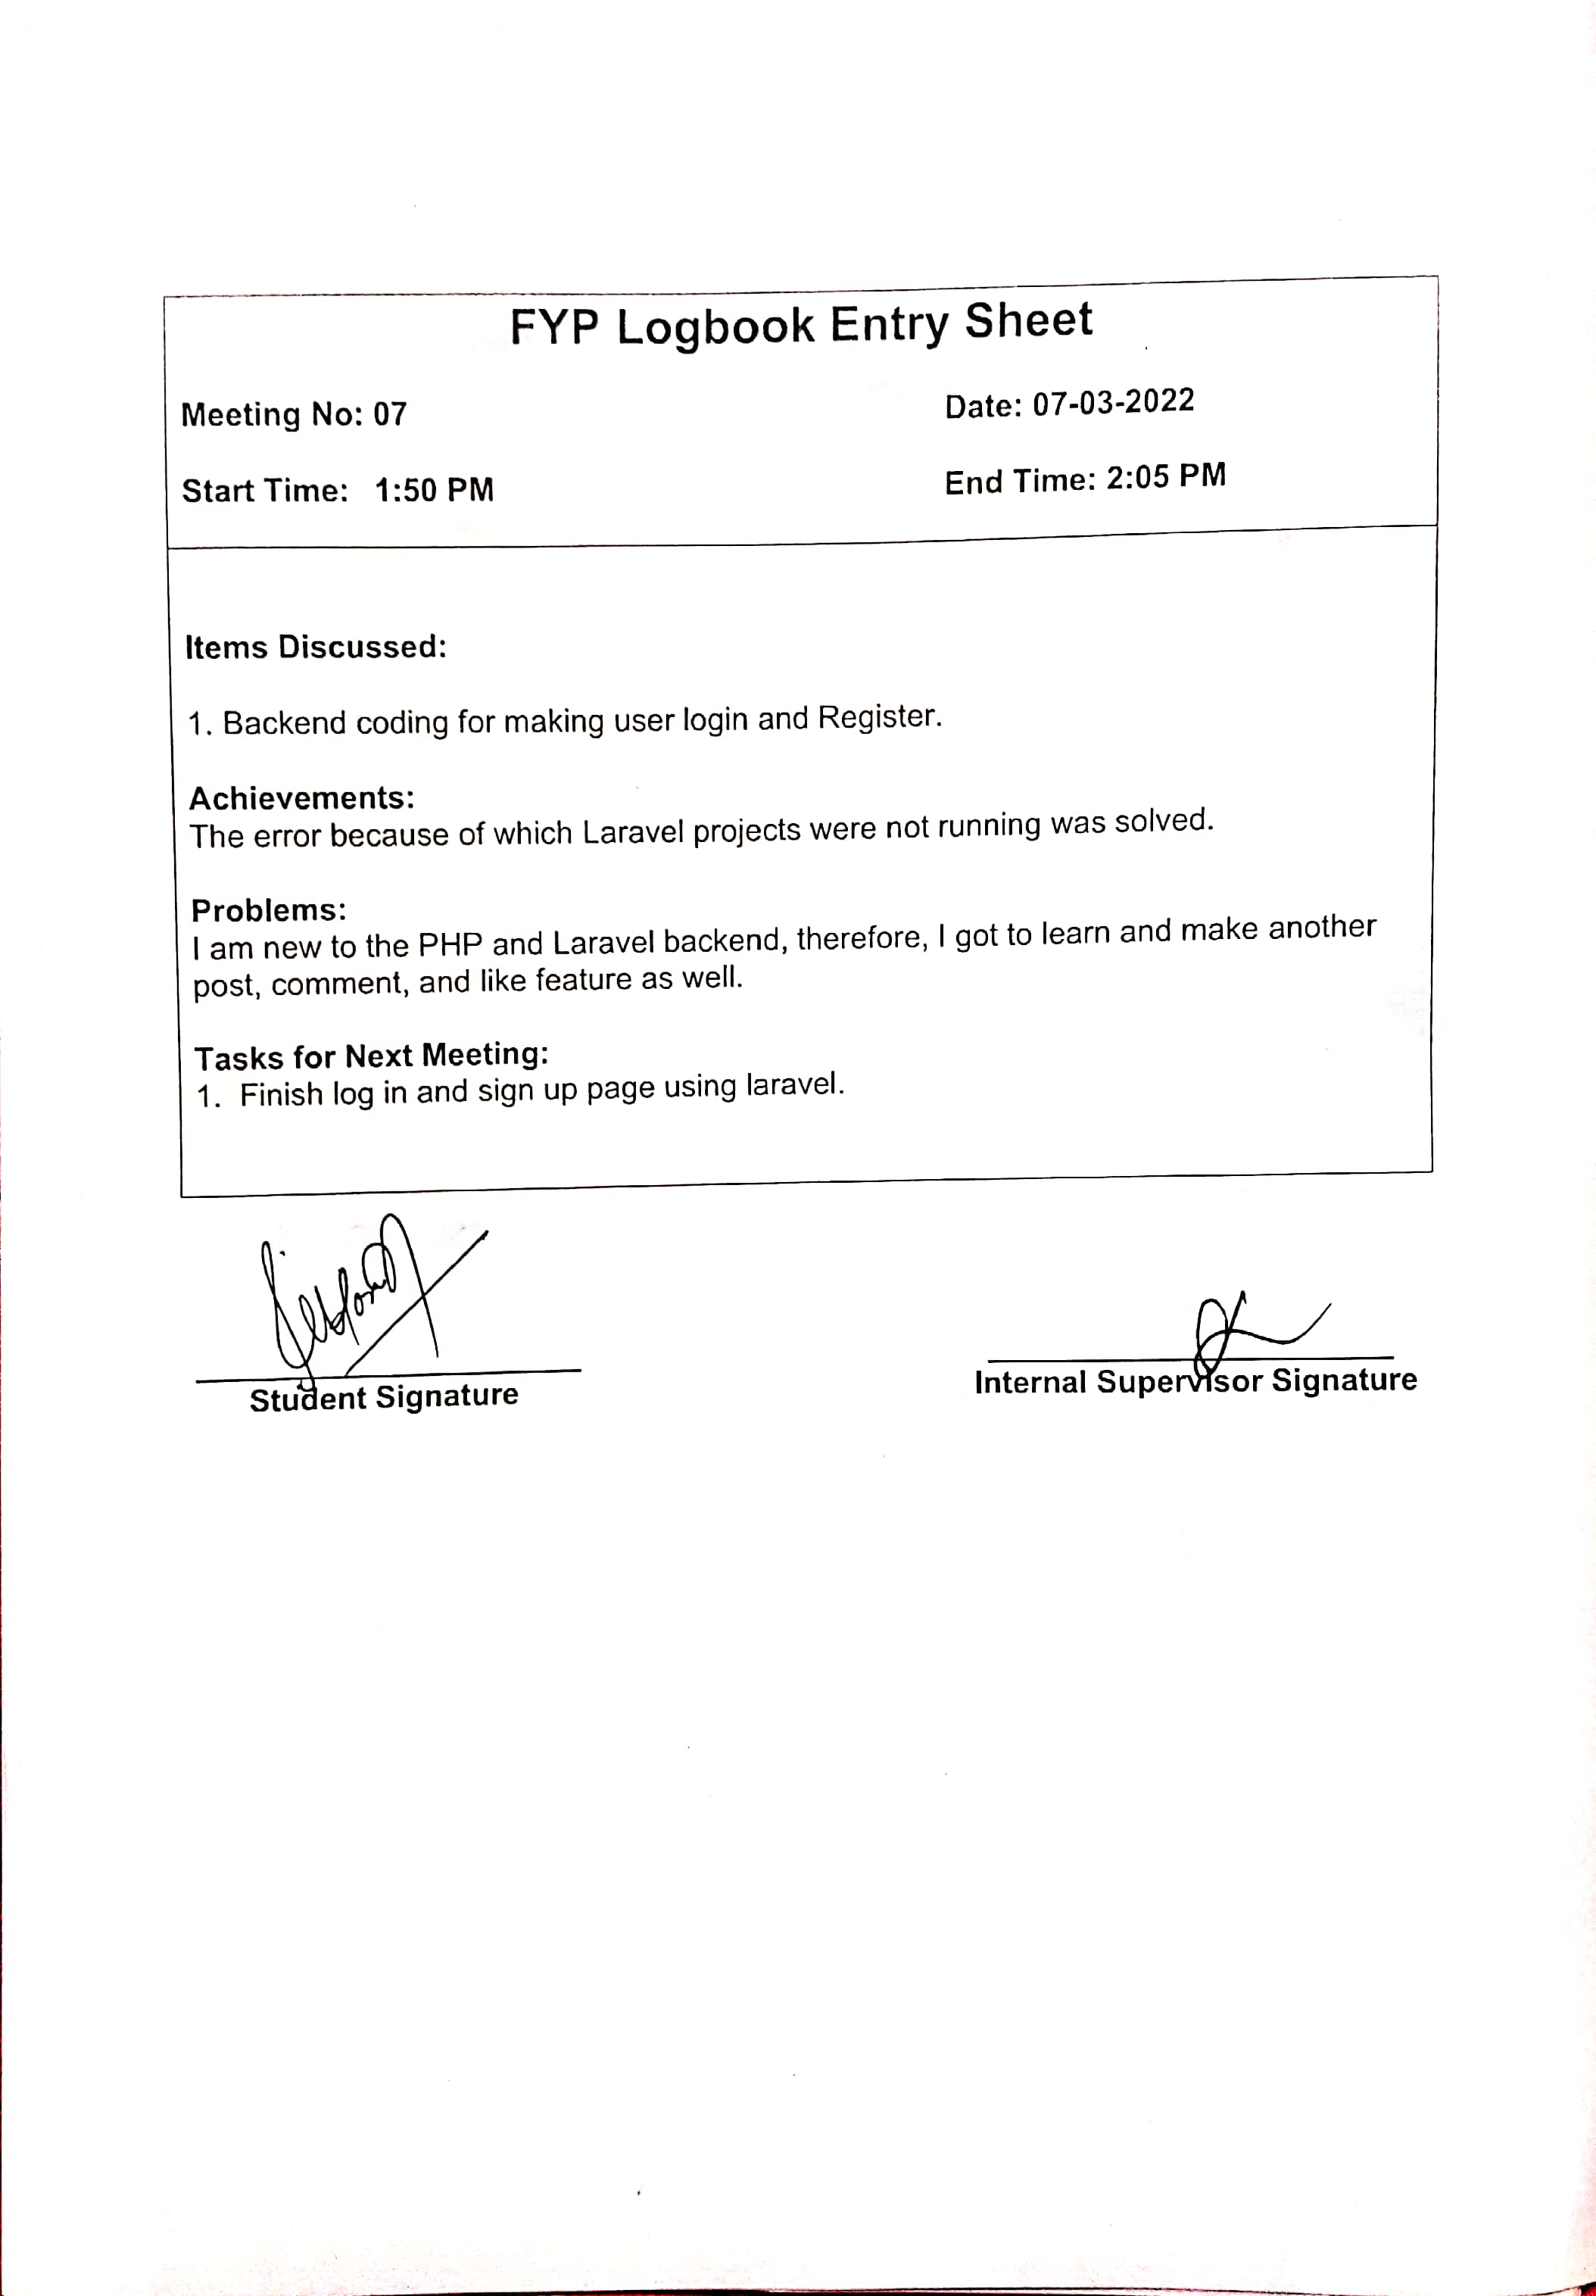 FYP Logbook Entry Sheet
Meeting No: 07
Date: 07-03-2022
Start Time: 1:50 PM
End Time: 2:05 PM
Items Discussed:
1. Backend coding for making user login and Register.
Achievements:
The error because of which Laravel projects were not running was solved.
Problems:
I am new to the PHP and Laravel backend, therefore, I got to learn and make another
post, comment, and like feature as well.
Tasks for Next Meeting:
1. Finish log in and sign up page using laravel.
Student Signature
Internal Supervisor Signature